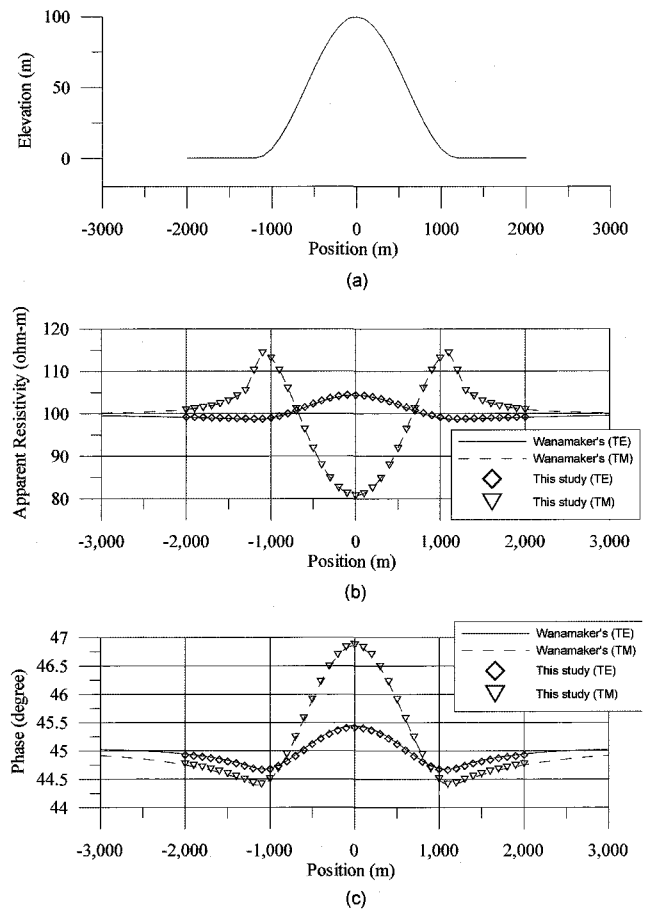 100
50
0
Elevation (m)
-3000 -2000 -1000 0 1000 2000 3000
Position (m)
(a)
120
110
100
90
80
Apparent Resistivity (ohm-m)
Wanamaker's (TE)
Wanamaker's (TM)
This study (TE)
This study (TM)
-3,000 -2,000 -1,000 0 1,000 2,000 3,000
Position (m)
(b)
47
46.5
46
45.5
45
44.5
44
Phase (degree)
Wanamaker's (TE)
Wanamaker's (TM)
This study (TE)
This study (TM)
-3,000 -2,000 -1,000 0 1,000 2,000 3,000
Position (m)
(c)